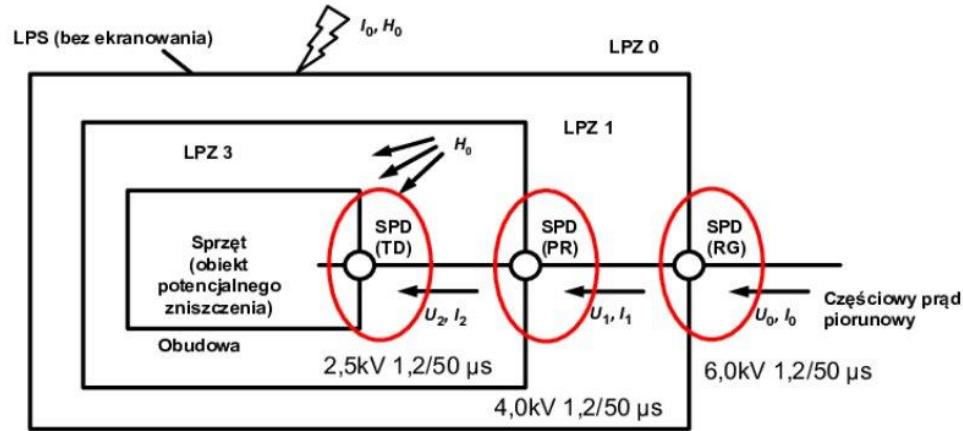 I₀, H₀
LPS (bez ekranowania)
LPZ 0
LPZ 1
LPZ 3
H₀
SPD
(TD)
SPD
(PR)
SPD
(RG)
Sprzęt
(obiekt
potencjalnego
zniszczenia)
U₂, I₂
U₁, I₁
U₀, I₀
Częściowy prąd
piorunowy
Obudowa
2,5kV 1,2/50 µs
4,0kV 1,2/50 µs
6,0kV 1,2/50 µs